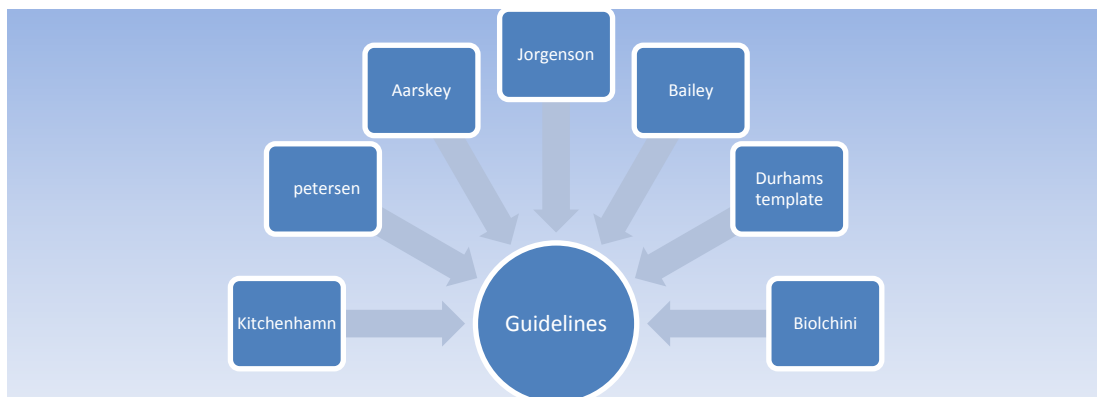 Jorgenson
Aarskey
Bailey
petersen
Durhams
template
Kitchenhamn
Guidelines
Biolchini